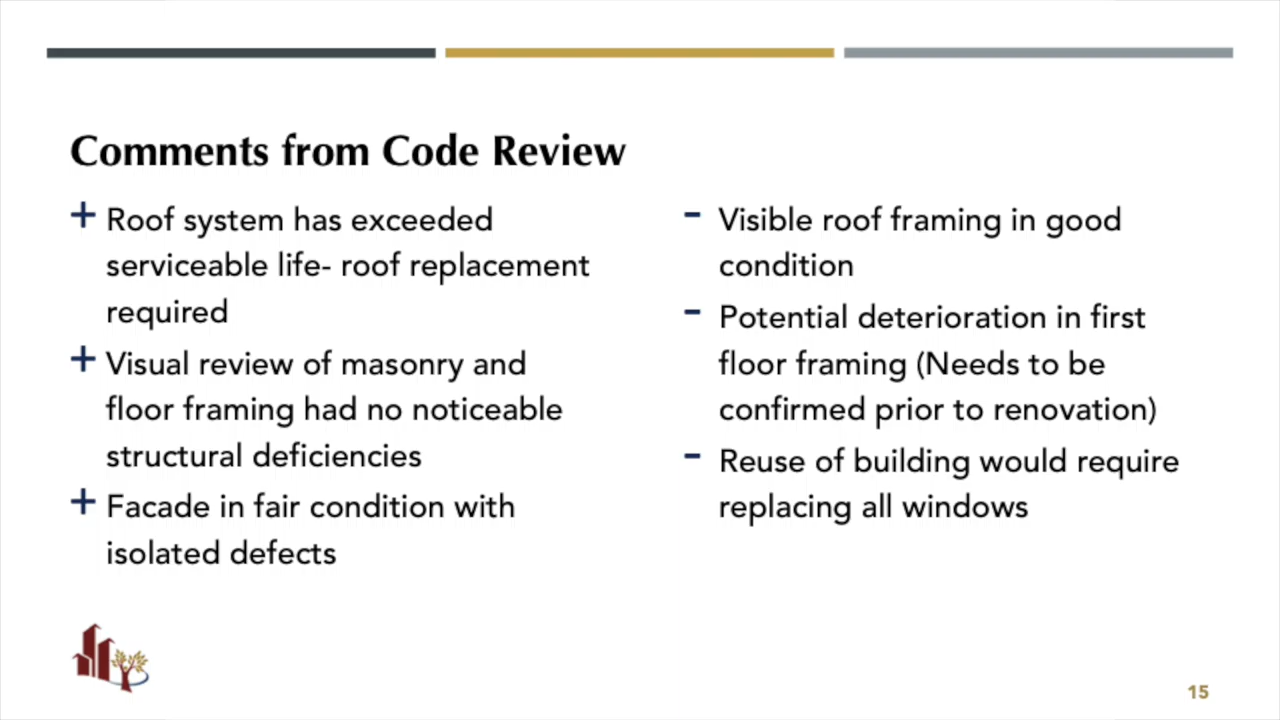 Comments from Code Review
+ Roof system has exceeded
serviceable life- roof replacement
required
+ Visual review of masonry and
floor framing had no noticeable
structural deficiencies
+ Facade in fair condition with
isolated defects
- Visible roof framing in good
condition
- Potential deterioration in first
floor framing (Needs to be
confirmed prior to renovation)
- Reuse of building would require
replacing all windows
15